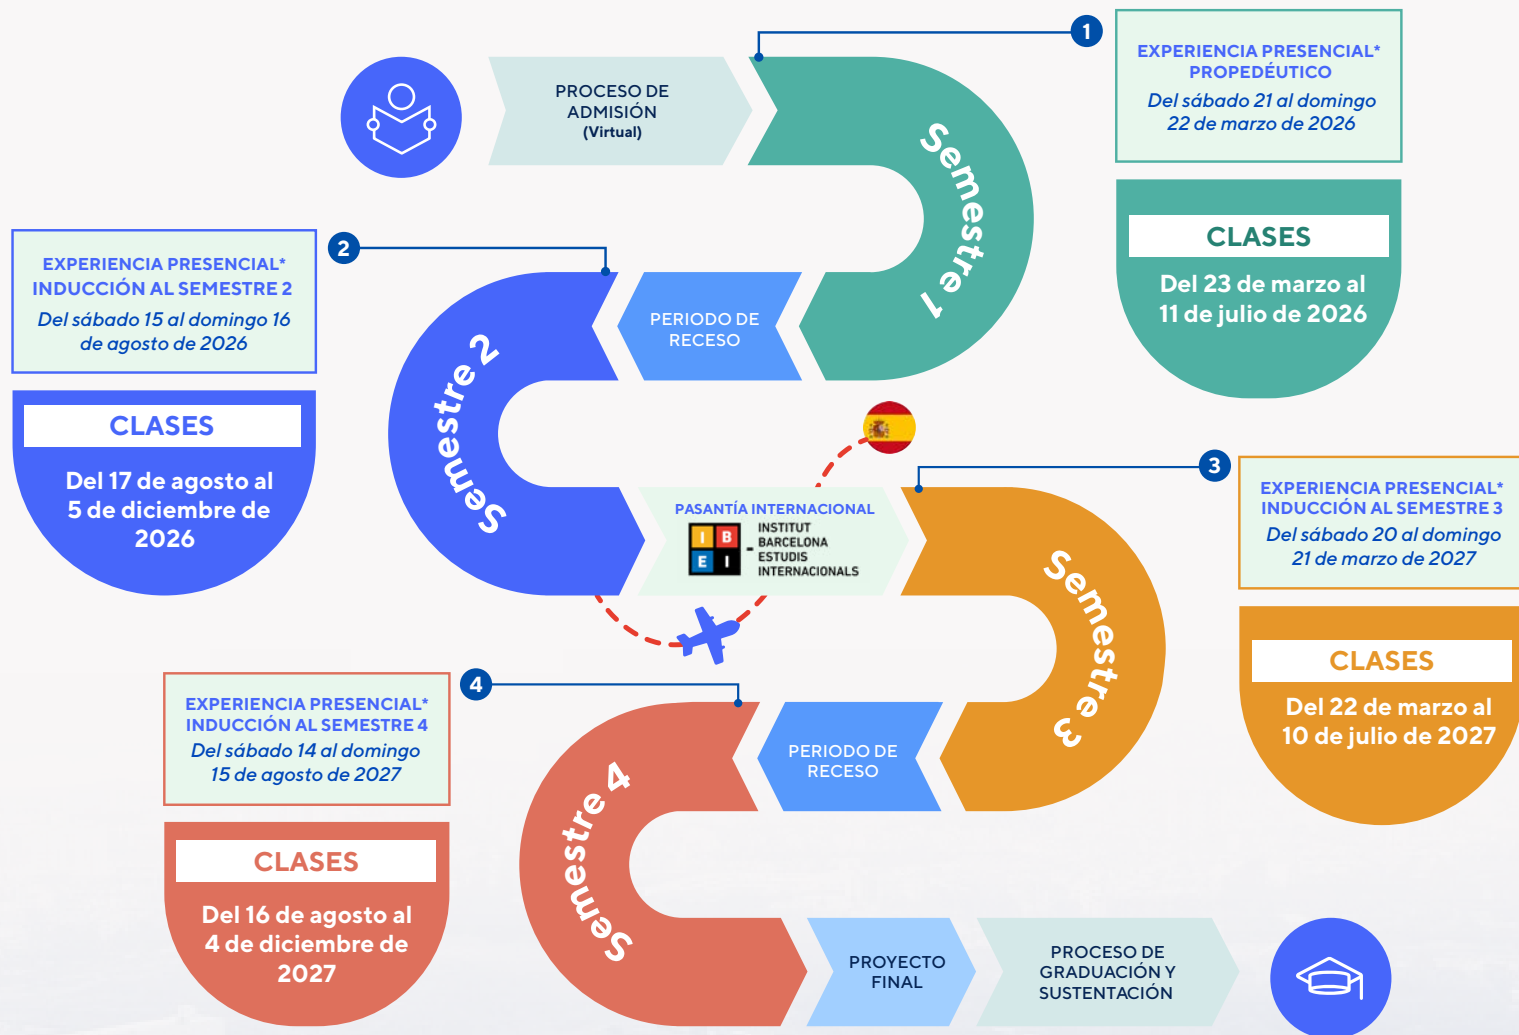 PROCESO DE
ADMISIÓN
(Virtual)
1
EXPERIENCIA PRESENCIAL*
PROPEDÉUTICO
Del sábado 21 al domingo
22 de marzo de 2026
CLASES
Del 23 de marzo al
11 de julio de 2026
Semestre 1
PERIODO DE
RECESO
2
EXPERIENCIA PRESENCIAL*
INDUCCIÓN AL SEMESTRE 2
Del sábado 15 al domingo 16
de agosto de 2026
CLASES
Del 17 de agosto al
5 de diciembre de
2026
Semestre 2
PASANTÍA INTERNACIONAL
I B
E I
-
INSTITUT
BARCELONA
ESTUDIS
INTERNACIONALS
3
EXPERIENCIA PRESENCIAL*
INDUCCIÓN AL SEMESTRE 3
Del sábado 20 al domingo
21 de marzo de 2027
CLASES
Del 22 de marzo al
10 de julio de 2027
Semestre 3
PERIODO DE
RECESO
4
EXPERIENCIA PRESENCIAL*
INDUCCIÓN AL SEMESTRE 4
Del sábado 14 al domingo
15 de agosto de 2027
CLASES
Del 16 de agosto al
4 de diciembre de
2027
Semestre 4
PROYECTO
FINAL
PROCESO DE
GRADUACIÓN Y
SUSTENTACIÓN